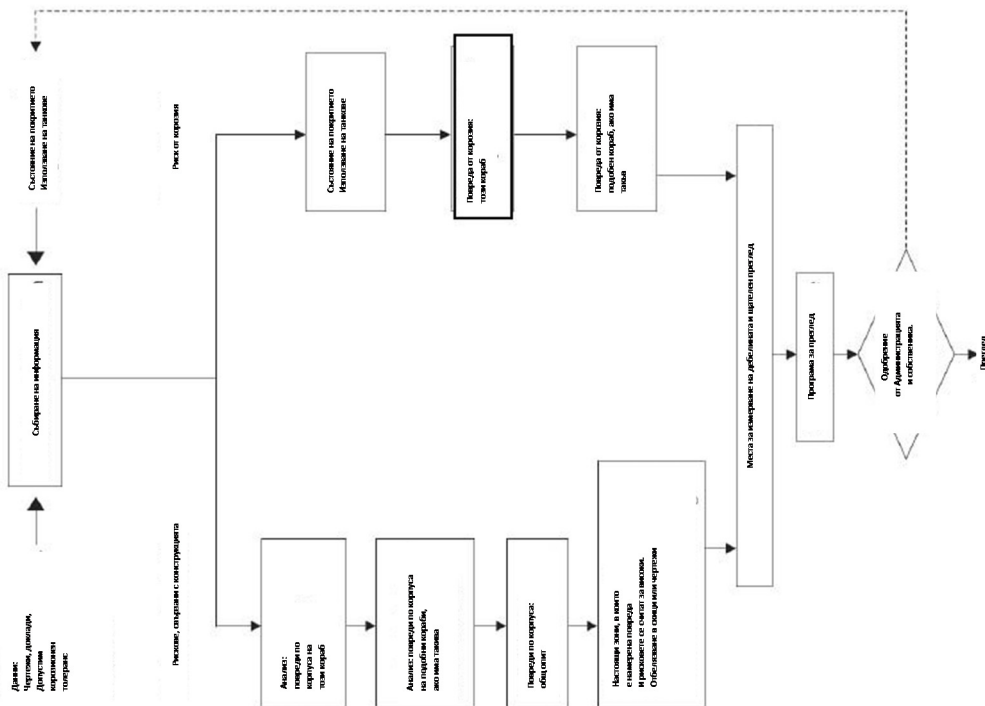 Данни:
Чертежи, доклади,
Допустим
корозионен
толеранс
Събиране на информация
Състояние на покритието
Използване на танкове
Рискове, свързани с конструкцията
Риск от корозия
Анализ:
повреди по
корпуса на
този кораб
Анализ: повреди по корпуса
на подобни кораби,
ако има такива
Повреди по корпуса:
общ опит
Настоящи зони, в които
е намерена повреда
и рисковете се считат за високи.
Отбелязване в скици или чертежи
Състояние на покритието
Използване на танкове
Повреда от корозия:
този кораб
Повреда от корозия:
подобен кораб, ако има
такъв
Места за измерване на дебелината и щателен преглед
Програма за преглед
Одобрение
от Администрацията
и собственика.
Преглед